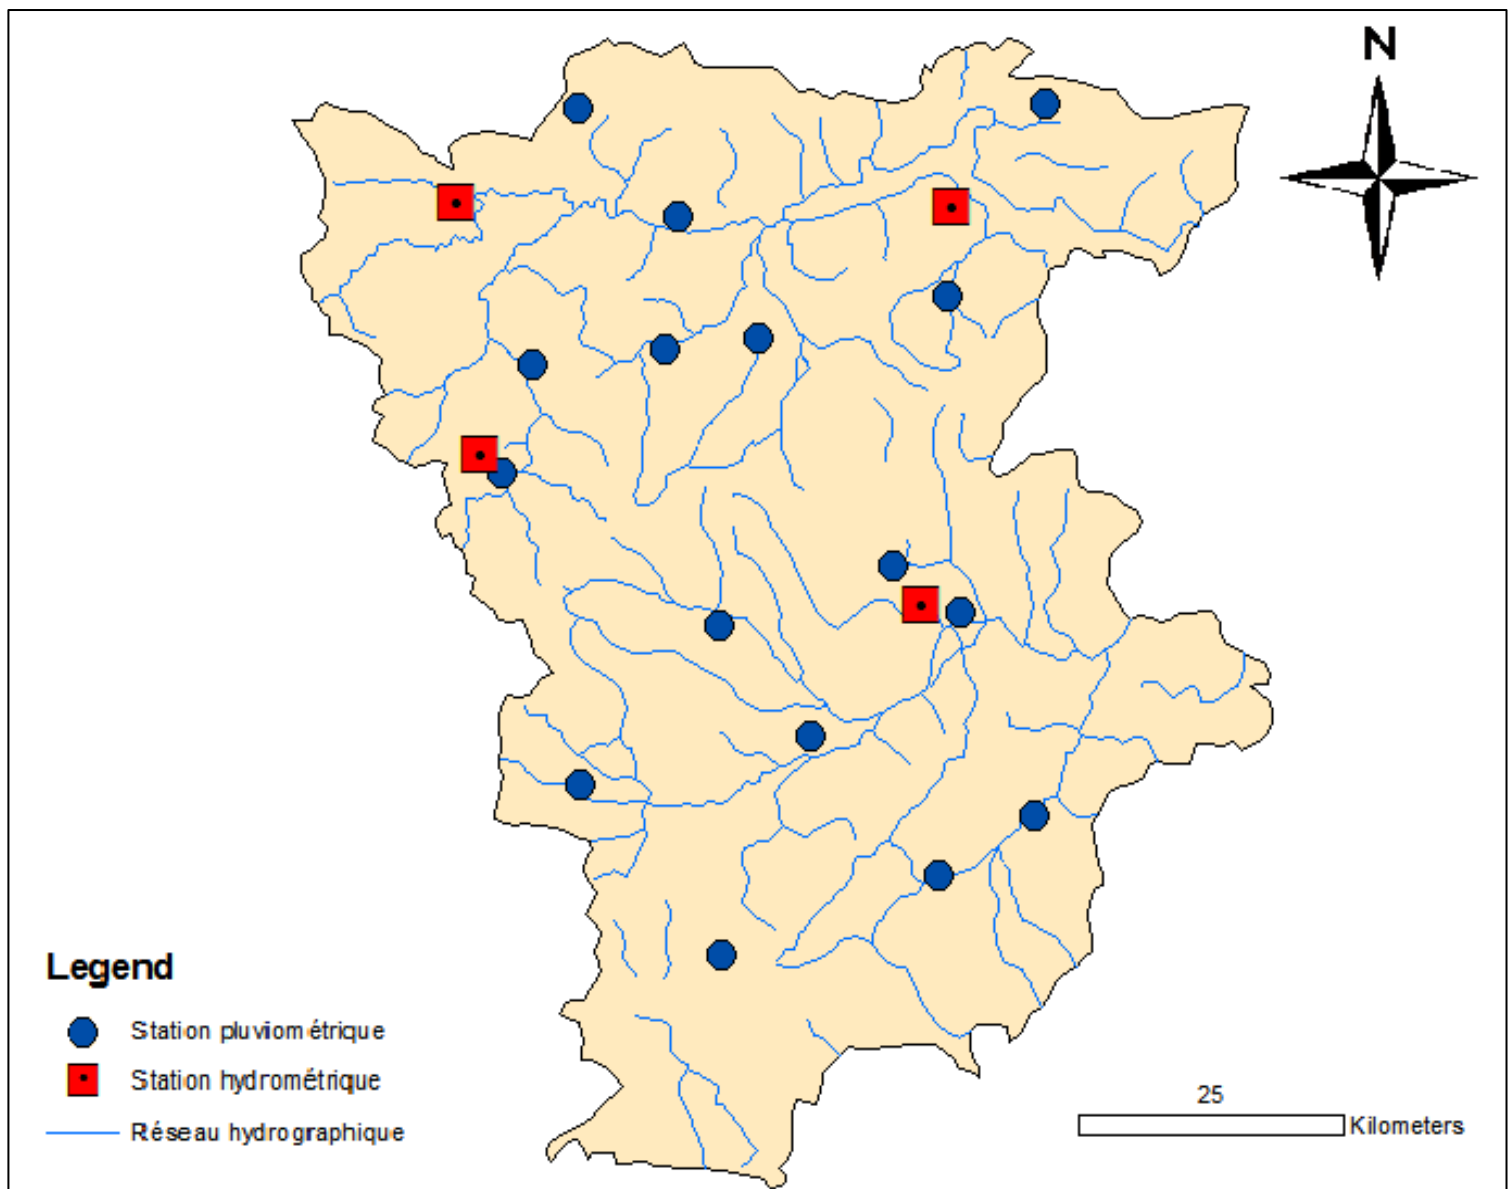 N
Legend
Station pluviométrique
Station hydrométrique
Réseau hydrographique
25
Kilometers